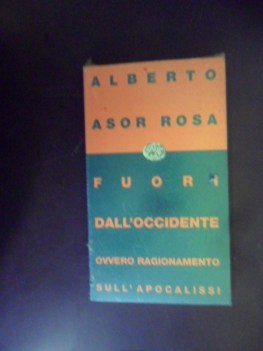 ALBERTO
ASOR ROSA
FUORI
DALL'OCCIDENTE
OVVERO RAGIONAMENTO
SULL'APOCALISSI